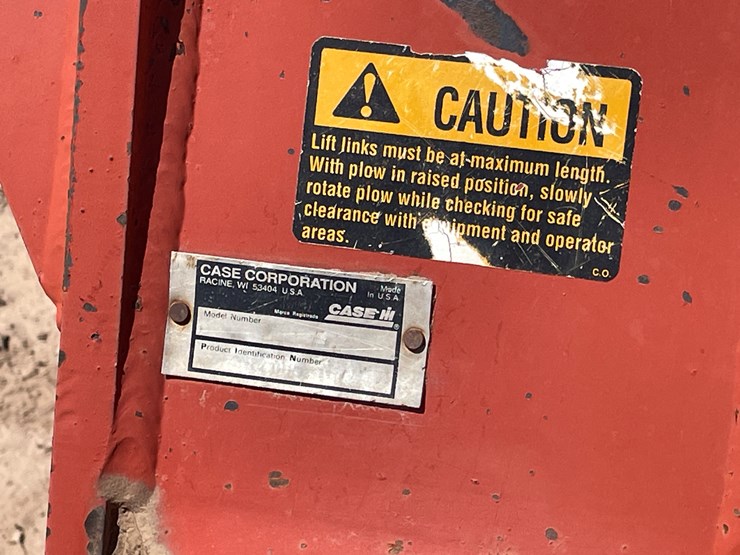 CAUTION
Lift links must be at maximum length.
With plow in raised position, slowly
rotate plow while checking for safe
clearance with equipment and operator
areas.
C.O.
CASE CORPORATION
RACINE, WI 53404 U.S.A.
Made
In U.S.A.
Model Number
Marca Registrada
CASE IH
®
Product Identification Number